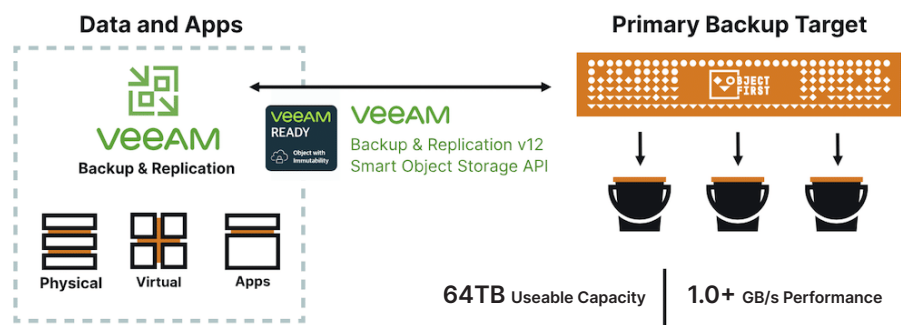 Data and Apps
VEEAM
Backup & Replication
Physical
Virtual
Apps
VEEAM
READY
Object with
Immutability
VEEAM
Backup & Replication v12
Smart Object Storage API
Primary Backup Target
OBJECT
FIRST
64TB Useable Capacity
1.0+ GB/s Performance